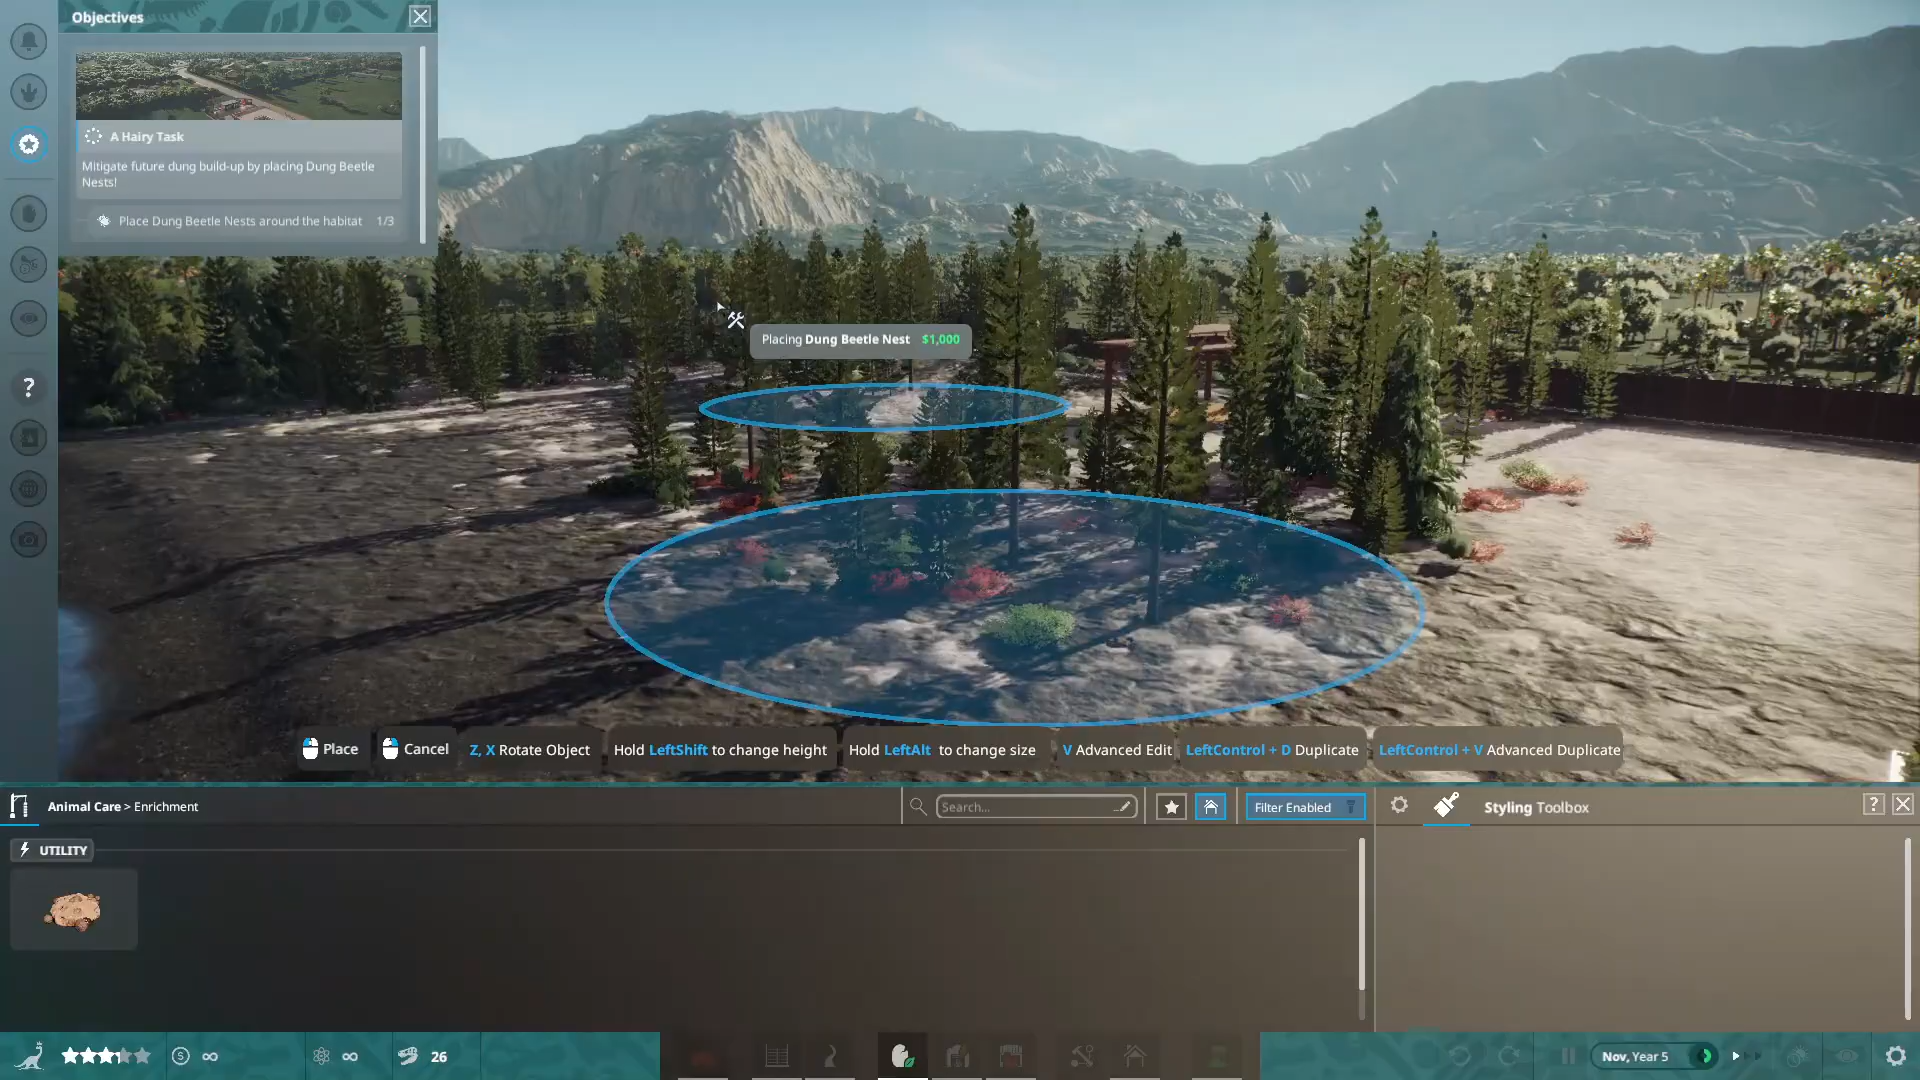 Objectives
A Hairy Task
Mitigate future dung build-up by placing Dung Beetle
Nests!
Place Dung Beetle Nests around the habitat 1/3
?
Placing Dung Beetle Nest $1,000
Place
Cancel
Z, X Rotate Object
Hold LeftShift to change height
Hold LeftAlt to change size
V Advanced Edit
LeftControl + D Duplicate
LeftControl + V Advanced Duplicate
Animal Care > Enrichment
Search...
Filter Enabled
Styling Toolbox
?
UTILITY
∞
∞
26
Nov, Year 5